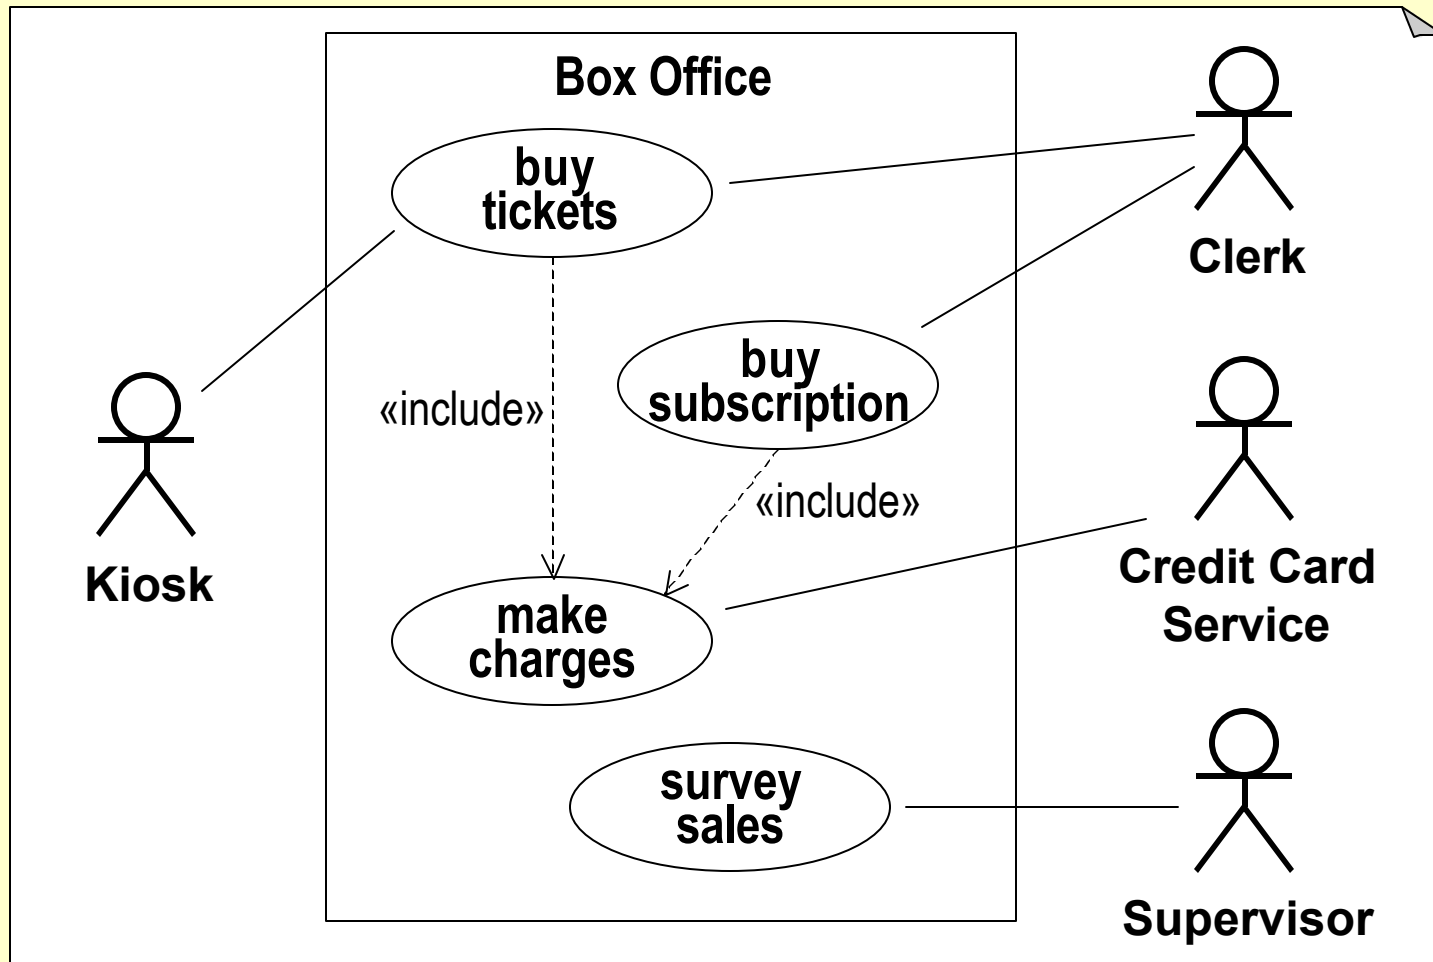 Box Office
buy
tickets
Clerk
buy
subscription
«include»
«include»
Kiosk
Credit Card
Service
make
charges
survey
sales
Supervisor